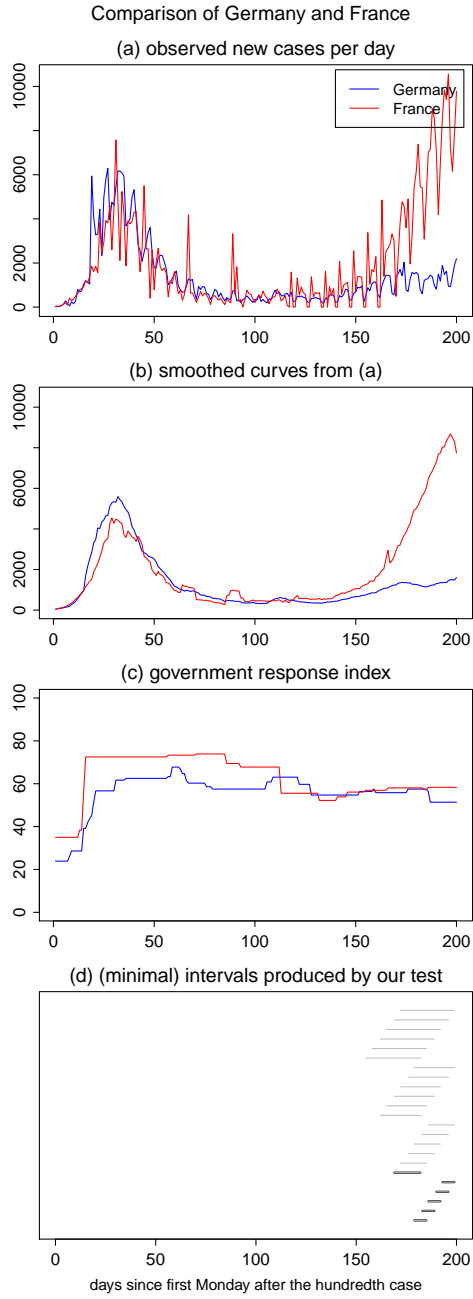 Comparison of Germany and France
(a) observed new cases per day
Germany
France
0 2000 6000 10000
0 50 100 150 200
(b) smoothed curves from (a)
0 2000 6000 10000
0 50 100 150 200
(c) government response index
0 20 40 60 80 100
0 50 100 150 200
(d) (minimal) intervals produced by our test
0 50 100 150 200
days since first Monday after the hundredth case